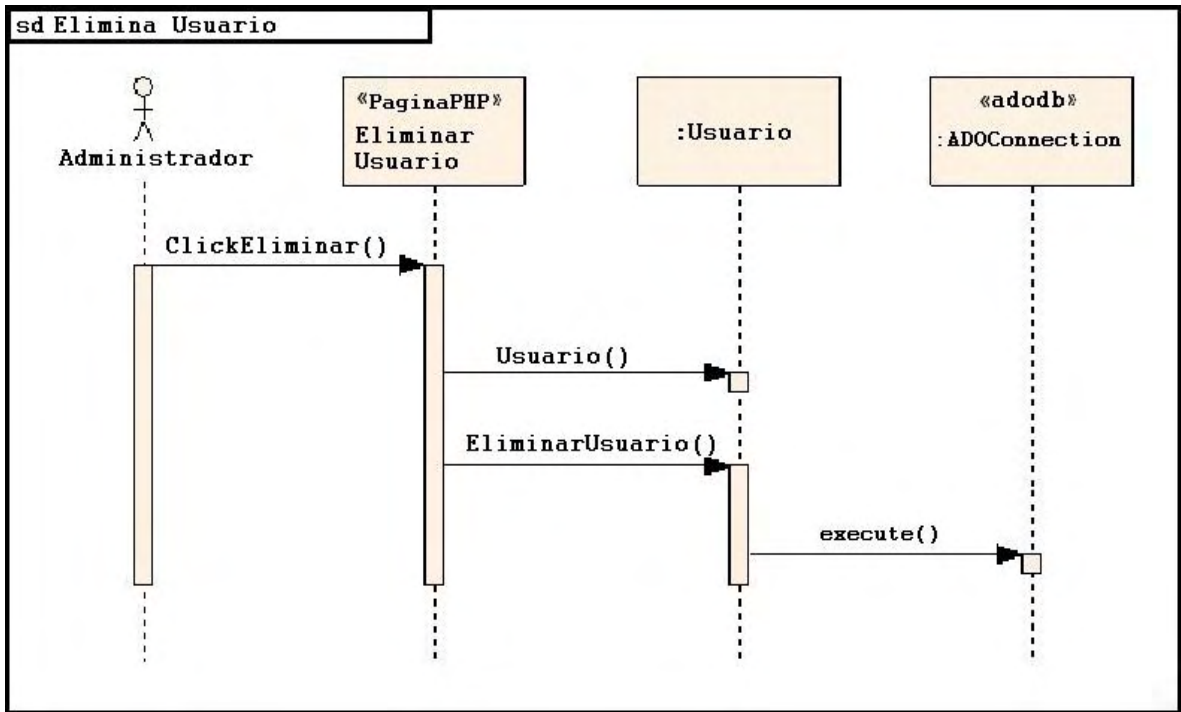 sd Elimina Usuario
Administrador
«PaginaPHP»
Eliminar
Usuario
:Usuario
«adodb»
:ADOConnection
ClickEliminar()
Usuario()
EliminarUsuario()
execute()